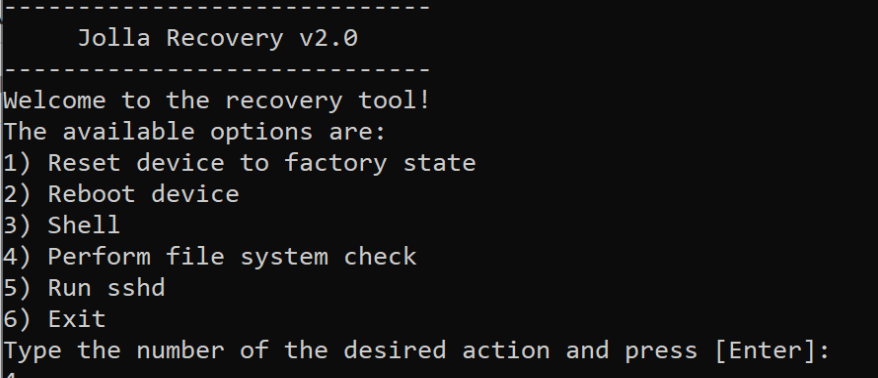 -----------------------------
Jolla Recovery v2.0
-----------------------------
Welcome to the recovery tool!
The available options are:
1) Reset device to factory state
2) Reboot device
3) Shell
4) Perform file system check
5) Run sshd
6) Exit
Type the number of the desired action and press [Enter]: